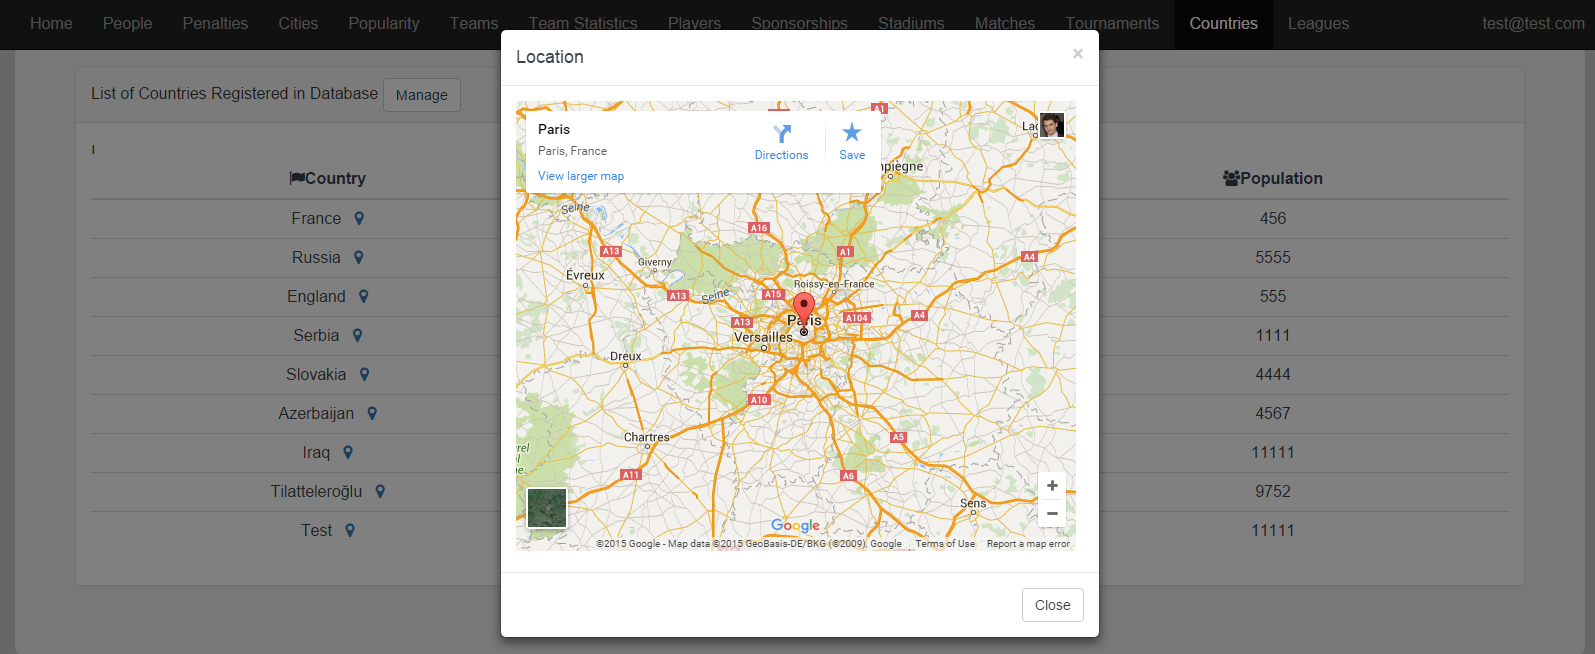 Home People Penalties Cities Popularity Teams Team Statistics Players Sponsorships Stadiums Matches Tournaments Countries Leagues test@test.com
Location ×
List of Countries Registered in Database Manage
Country Population
France 456
Russia 5555
England 555
Serbia 1111
Slovakia 4444
Azerbaijan 4567
Iraq 11111
Tilatteleroğlu 9752
Test 11111
Paris
Paris, France
View larger map
Directions
Save
A1
piègne
Seine
A16
A13
A1
A4
Giverny
Évreux
Roissy-en-France
A13
Seine
A15
A13
Paris
A104
A4
Versailles
Dreux
A10
Chartres
A5
A11
A6
Sens
+
−
Google
©2015 Google - Map data ©2015 GeoBasis-DE/BKG (©2009), Google Terms of Use Report a map error
Close